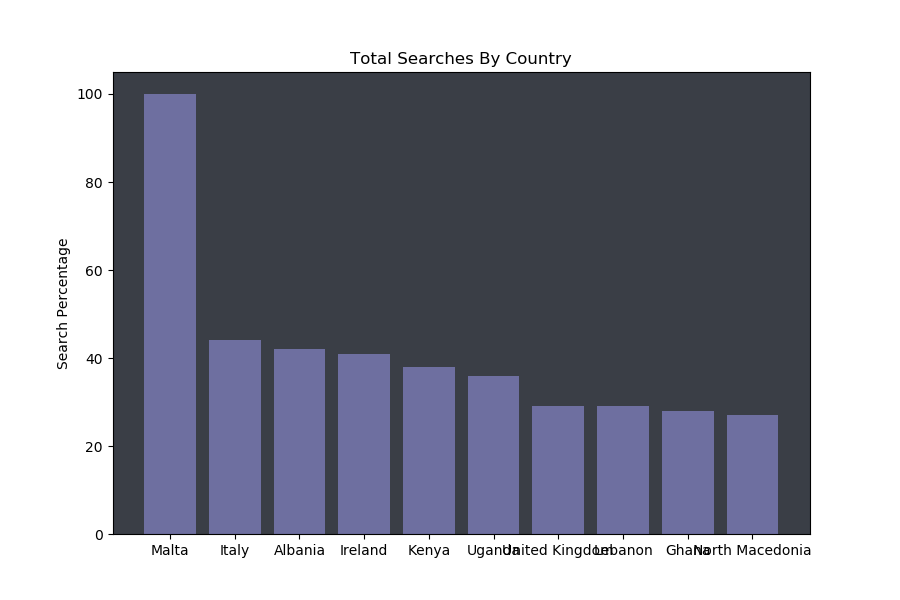 Total Searches By Country
Search Percentage
100
80
60
40
20
0
Malta Italy Albania Ireland Kenya Uganda United Kingdom Lebanon Ghana North Macedonia